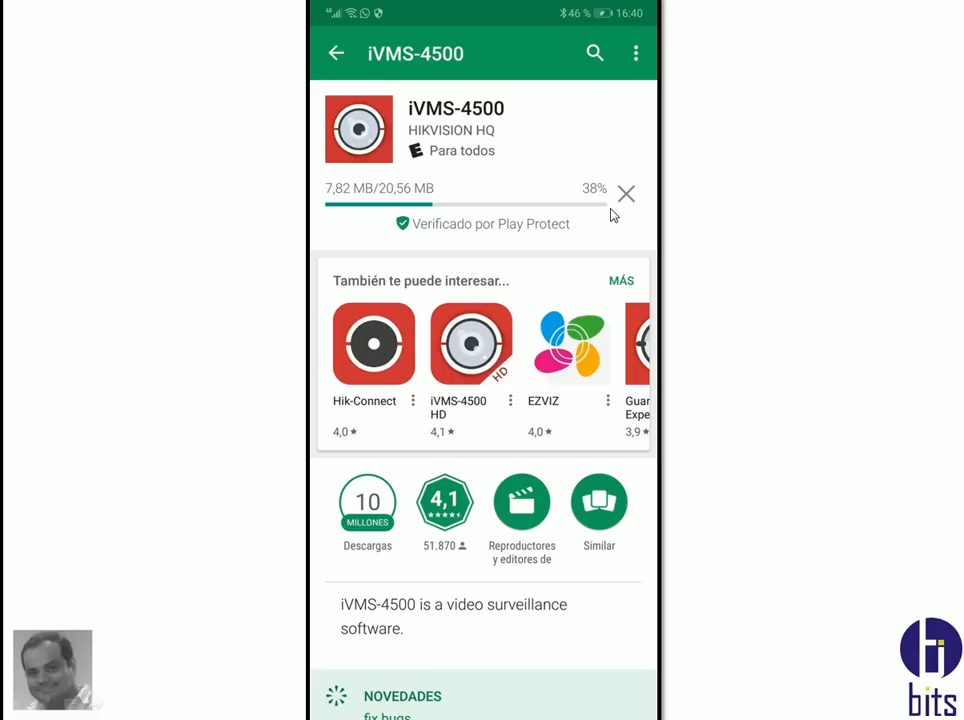 46 % 16:40
iVMS-4500
iVMS-4500
HIKVISION HQ
E Para todos
7,82 MB/20,56 MB 38%
Verificado por Play Protect
También te puede interesar... MÁS
HD
Hik-Connect iVMS-4500 HD EZVIZ Guar Expe
4,0★ 4,1★ 4,0★ 3,9★
10 MILLONES 4,1
Descargas 51.870 Reproductores y editores de Similar
iVMS-4500 is a video surveillance
software.
NOVEDADES
fix bugs
hi
bits